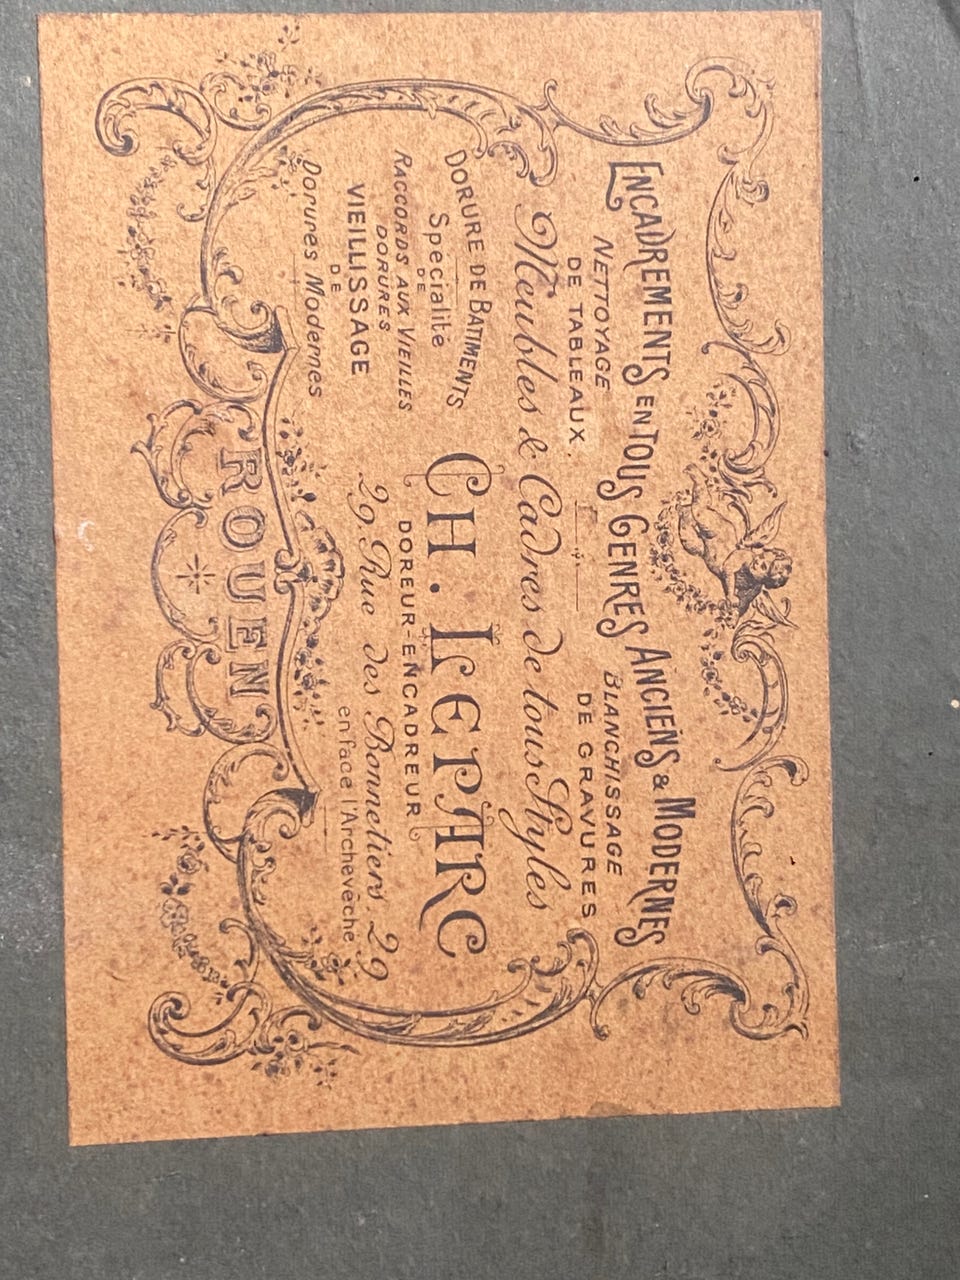 ENCADREMENTS EN TOUS GENRES ANCIENS & MODERNES
NETTOYAGE
DE TABLEAUX.
BLANCHISSAGE
DE GRAVURES
Meubles & Cadres de tous Styles
DORURE DE BATIMENTS
Spécialité
DE
RACCORDS AUX VIEILLES
DORURES
VIEILLISSAGE
DE
Dorures Modernes
CH. LEPARC
DOREUR-ENCADREUR
29, Rue des Bonnetiers, 29
en face l'Archevêché
ROUEN